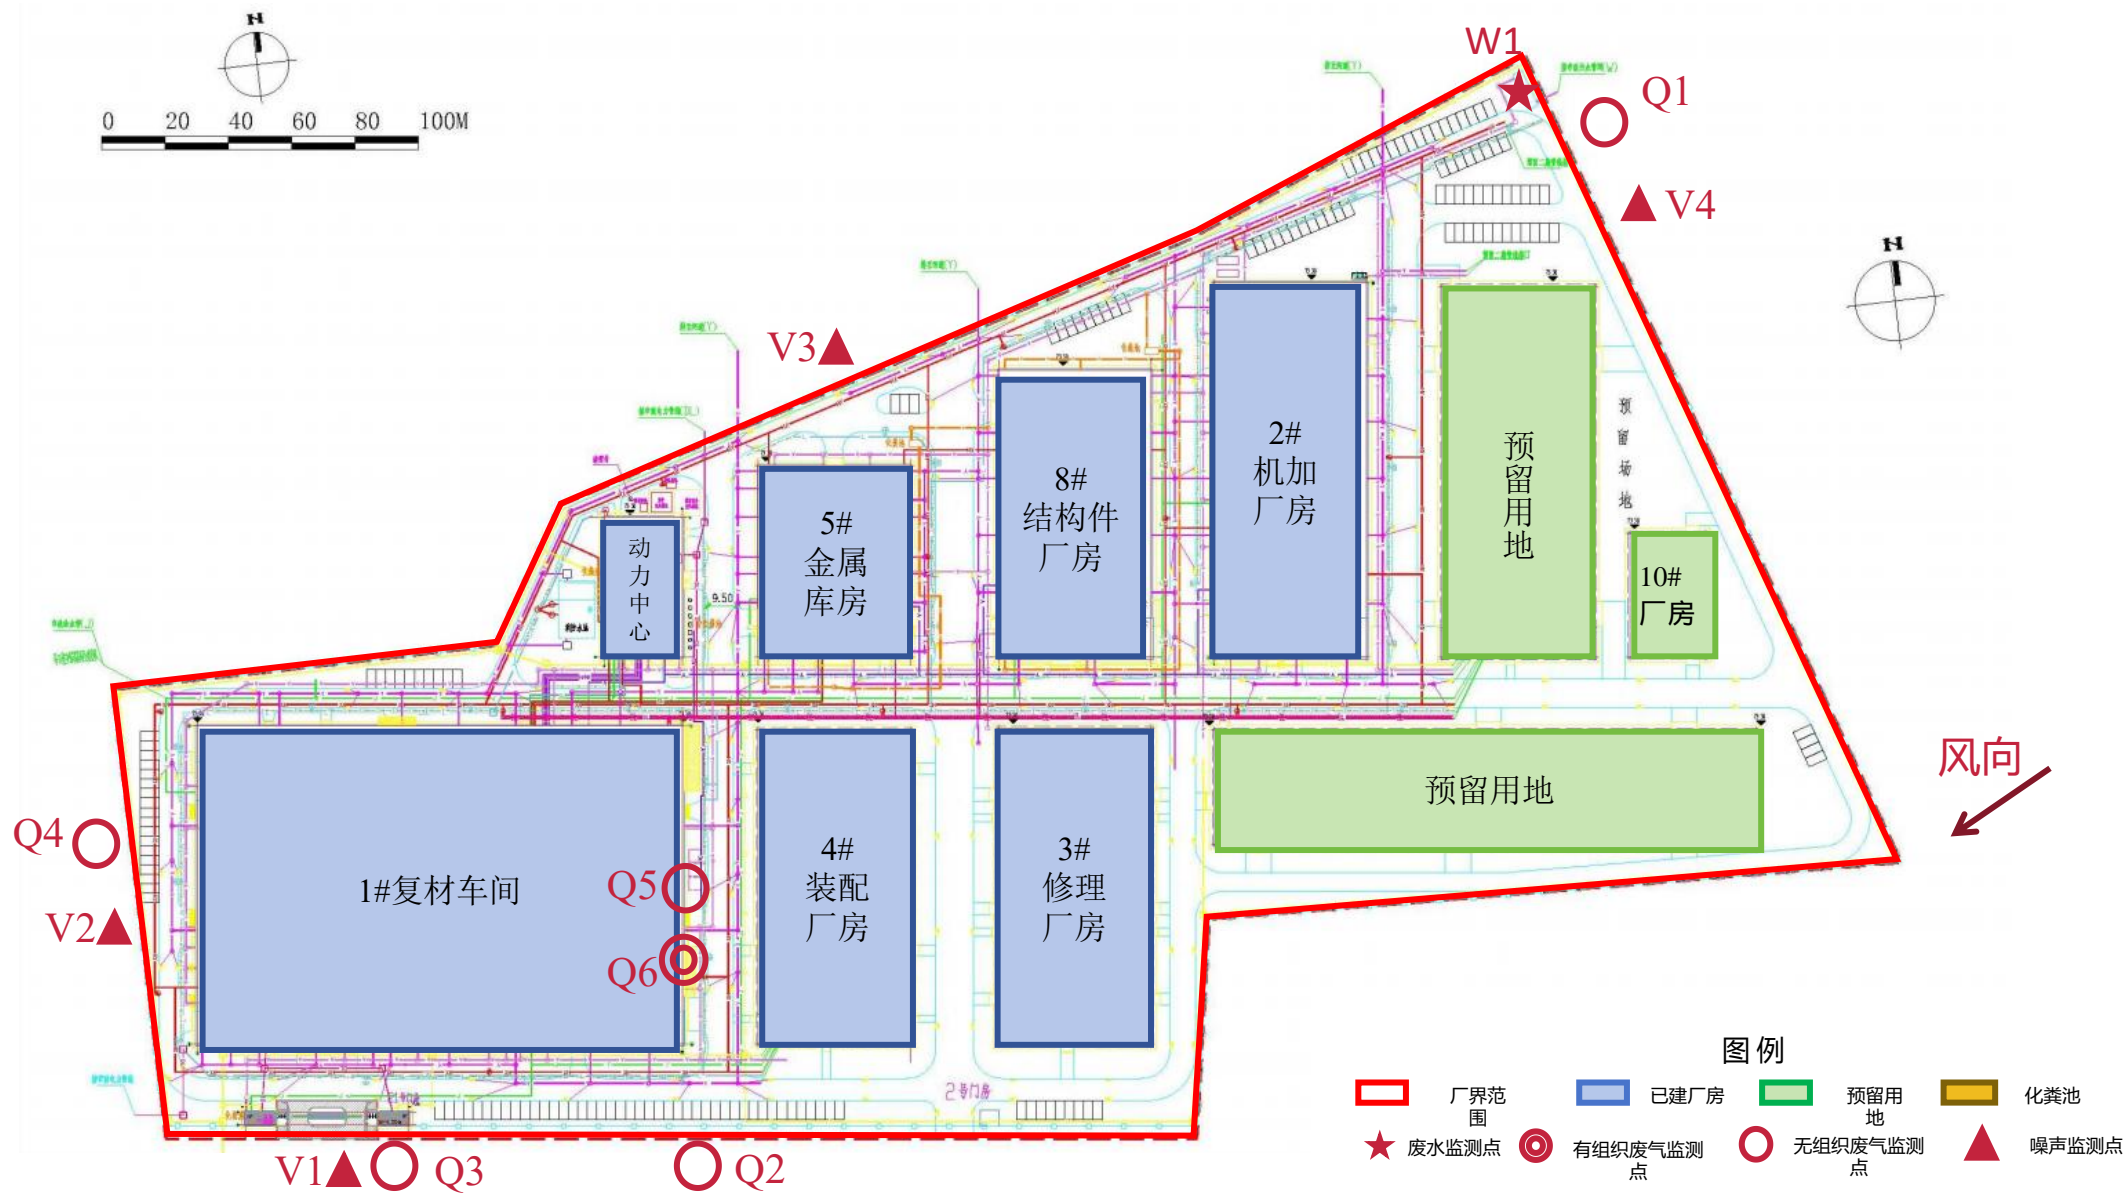 N
0 20 40 60 80 100M
W1
Q1
V4
N
V3
2#
机加
厂房
8#
结构件
厂房
5#
金属
库房
动
力
中
心
预
留
用
地
预
留
场
地
10#
厂房
9.50
风向
预留用地
Q4
V2
1#复材车间
Q5
Q6
4#
装配
厂房
3#
修理
厂房
V1
Q3
Q2
图例
厂界范
围
已建厂房
预留用
地
化粪池
废水监测点
有组织废气监测
点
无组织废气监测
点
噪声监测点